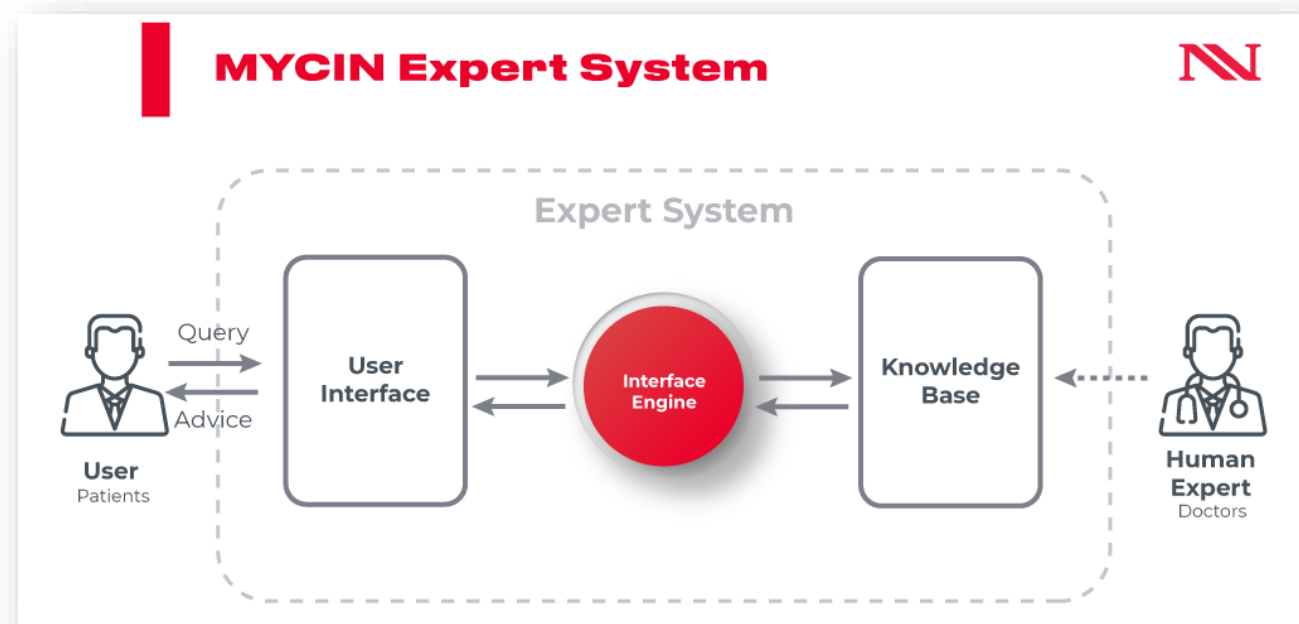 MYCIN Expert System
Expert System
Query
Advice
User
Patients
User
Interface
Interface
Engine
Knowledge
Base
Human
Expert
Doctors